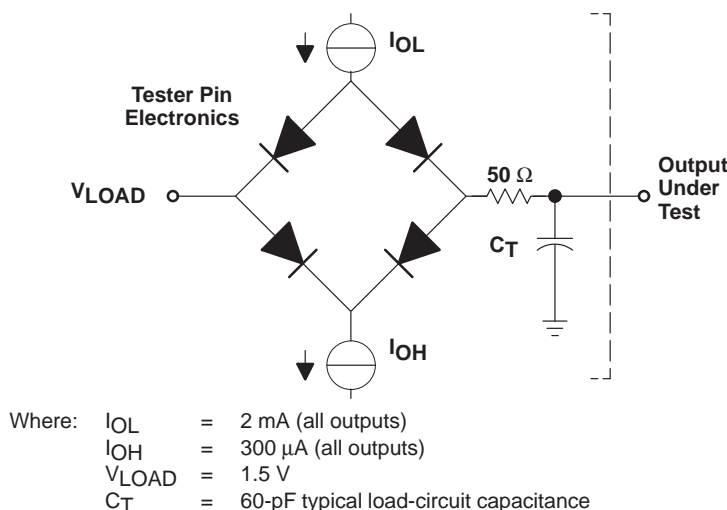 IOL
Tester Pin
Electronics
VLOAD
50 Ω
Output
Under
Test
CT
IOH
Where: IOL = 2 mA (all outputs)
IOH = 300 μA (all outputs)
VLOAD = 1.5 V
CT = 60-pF typical load-circuit capacitance